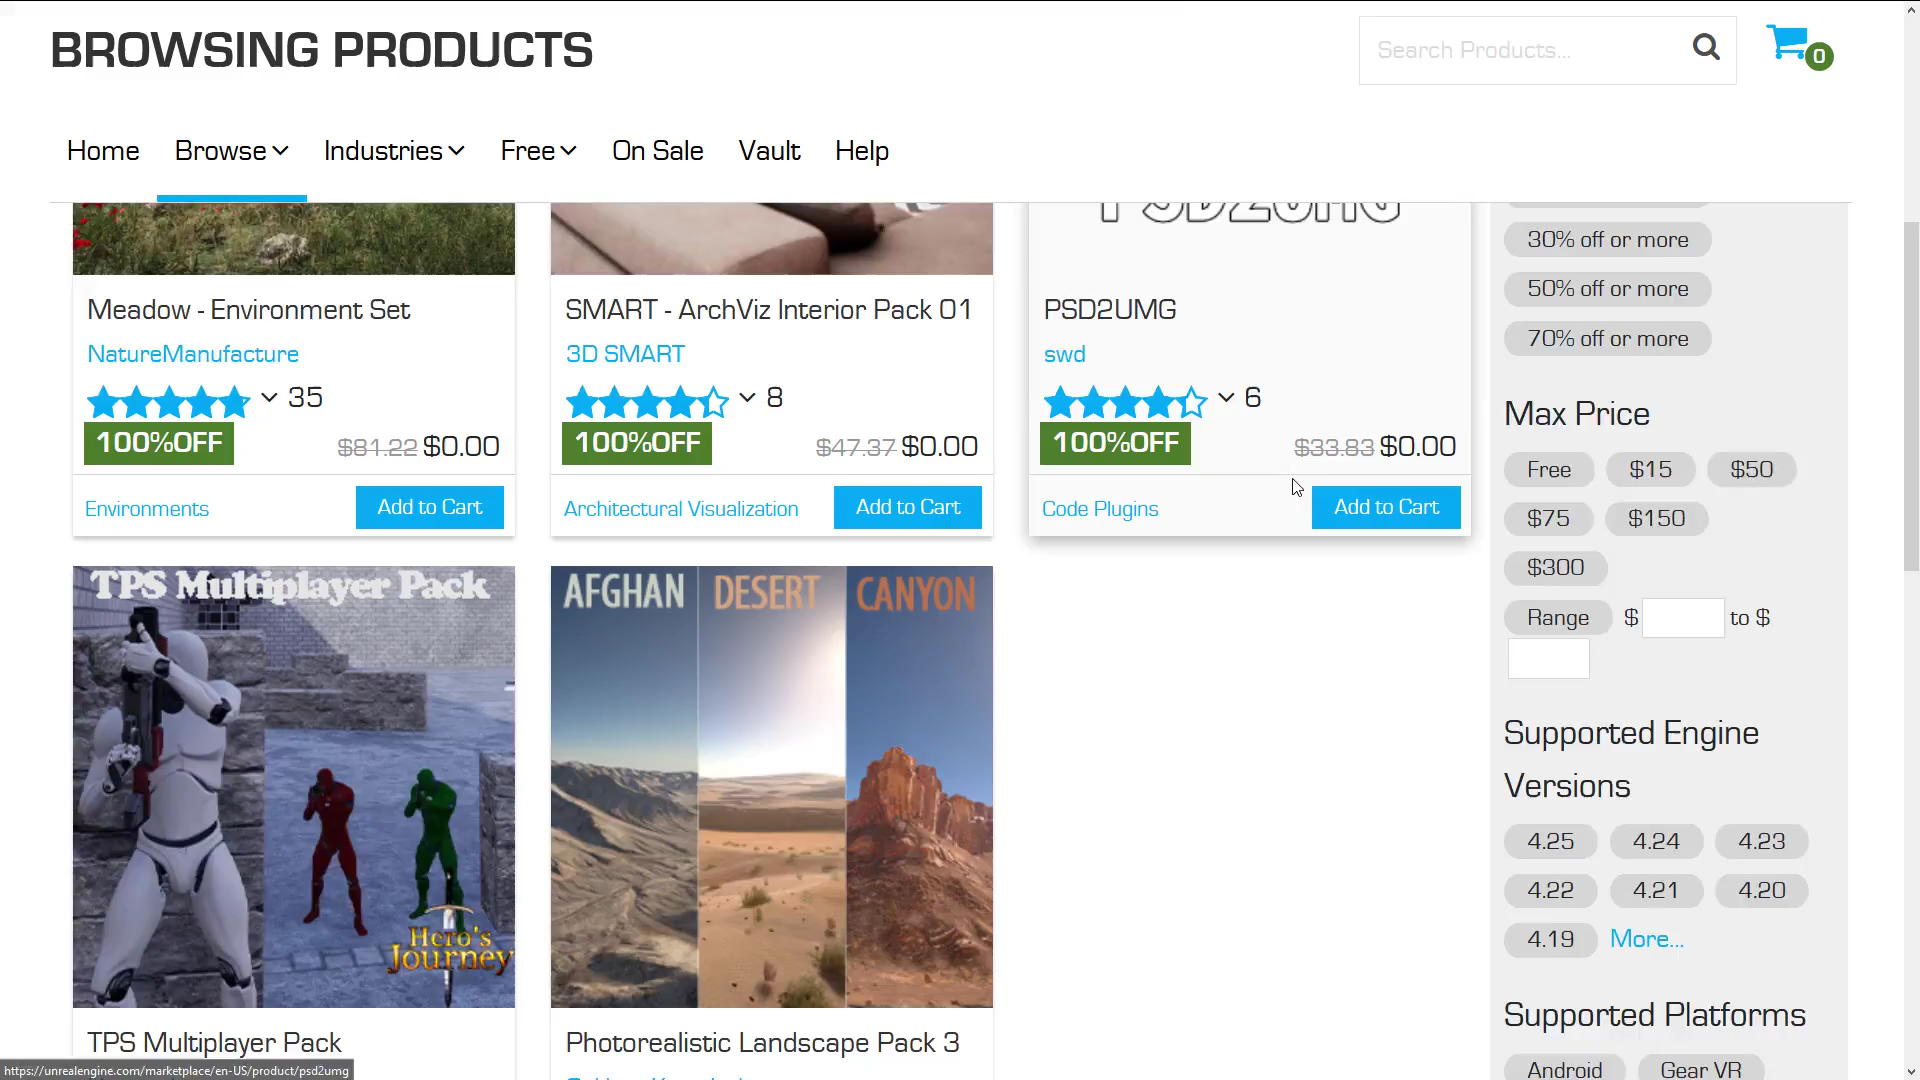 BROWSING PRODUCTS
Search Products...
0
Home
Browse
Industries
Free
On Sale
Vault
Help
PSD2UMG
Meadow - Environment Set
NatureManufacture
35
100%OFF
$81.22 $0.00
Environments
Add to Cart
SMART - ArchViz Interior Pack 01
3D SMART
8
100%OFF
$47.37 $0.00
Architectural Visualization
Add to Cart
PSD2UMG
swd
6
100%OFF
$33.83 $0.00
Code Plugins
Add to Cart
30% off or more
50% off or more
70% off or more
Max Price
Free
$15
$50
$75
$150
$300
Range $ to $
Supported Engine
Versions
4.25
4.24
4.23
4.22
4.21
4.20
4.19
More...
Supported Platforms
Android
Gear VR
TPS Multiplayer Pack
Hero's
Journey
TPS Multiplayer Pack
AFGHAN
DESERT
CANYON
Photorealistic Landscape Pack 3
https://unrealengine.com/marketplace/en-US/product/psd2umg